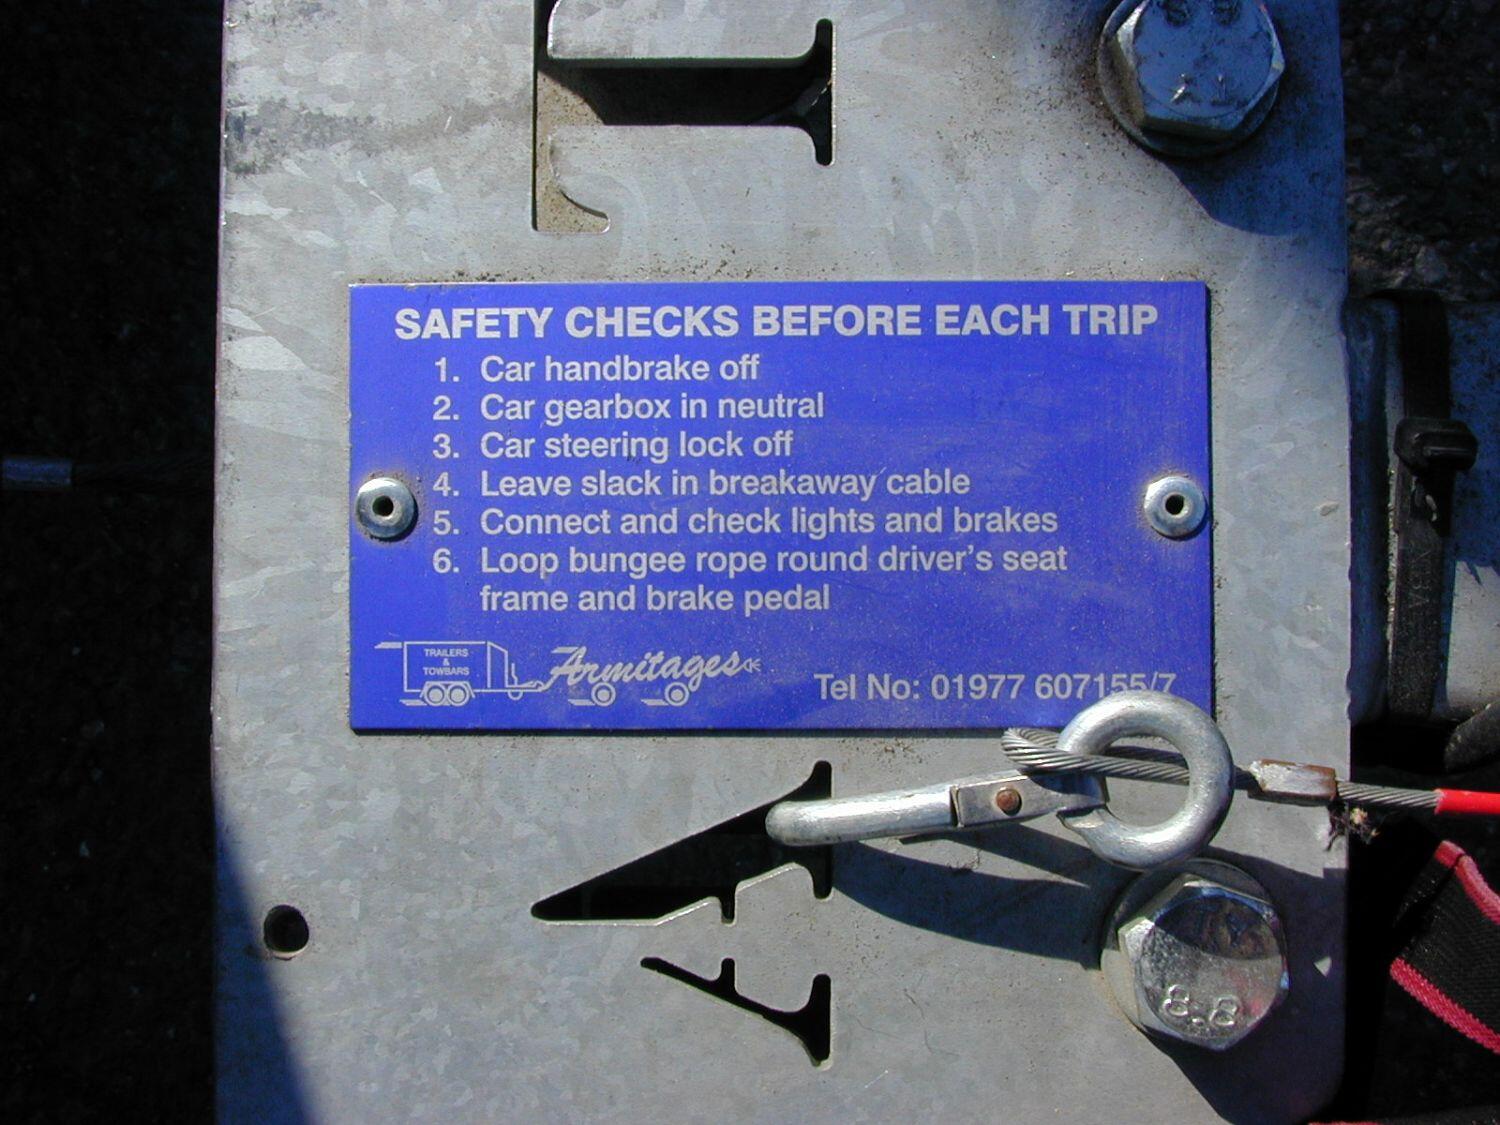 T
SAFETY CHECKS BEFORE EACH TRIP
1. Car handbrake off
2. Car gearbox in neutral
3. Car steering lock off
4. Leave slack in breakaway cable
5. Connect and check lights and brakes
6. Loop bungee rope round driver's seat
frame and brake pedal
TRAILERS
&
TOWBARS
Armitages
Tel No: 01977 607155/7
A
8.8